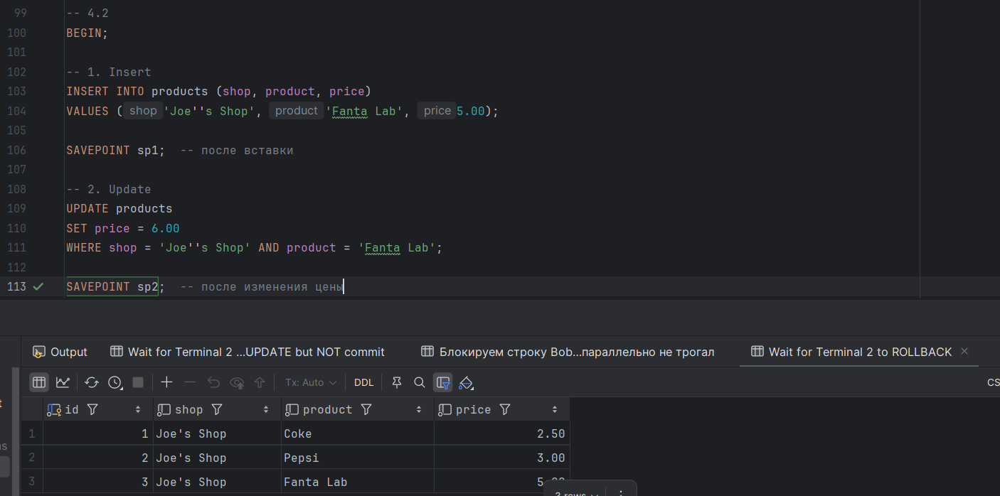 99 -- 4.2
100 BEGIN;
101
102 -- 1. Insert
103 INSERT INTO products (shop, product, price)
104 VALUES ( shop 'Joe''s Shop', product 'Fanta Lab', price 5.00);
105
106 SAVEPOINT sp1;  -- после вставки
107
108 -- 2. Update
109 UPDATE products
110 SET price = 6.00
111 WHERE shop = 'Joe''s Shop' AND product = 'Fanta Lab';
112
113 SAVEPOINT sp2;  -- после изменения цены
Output Wait for Terminal 2 ...UPDATE but NOT commit Блокируем строку Bob...параллельно не трогал Wait for Terminal 2 to ROLLBACK
Tx: Auto DDL CS
id shop product price
1 1 Joe's Shop Coke 2.50
2 2 Joe's Shop Pepsi 3.00
3 3 Joe's Shop Fanta Lab
3 rows